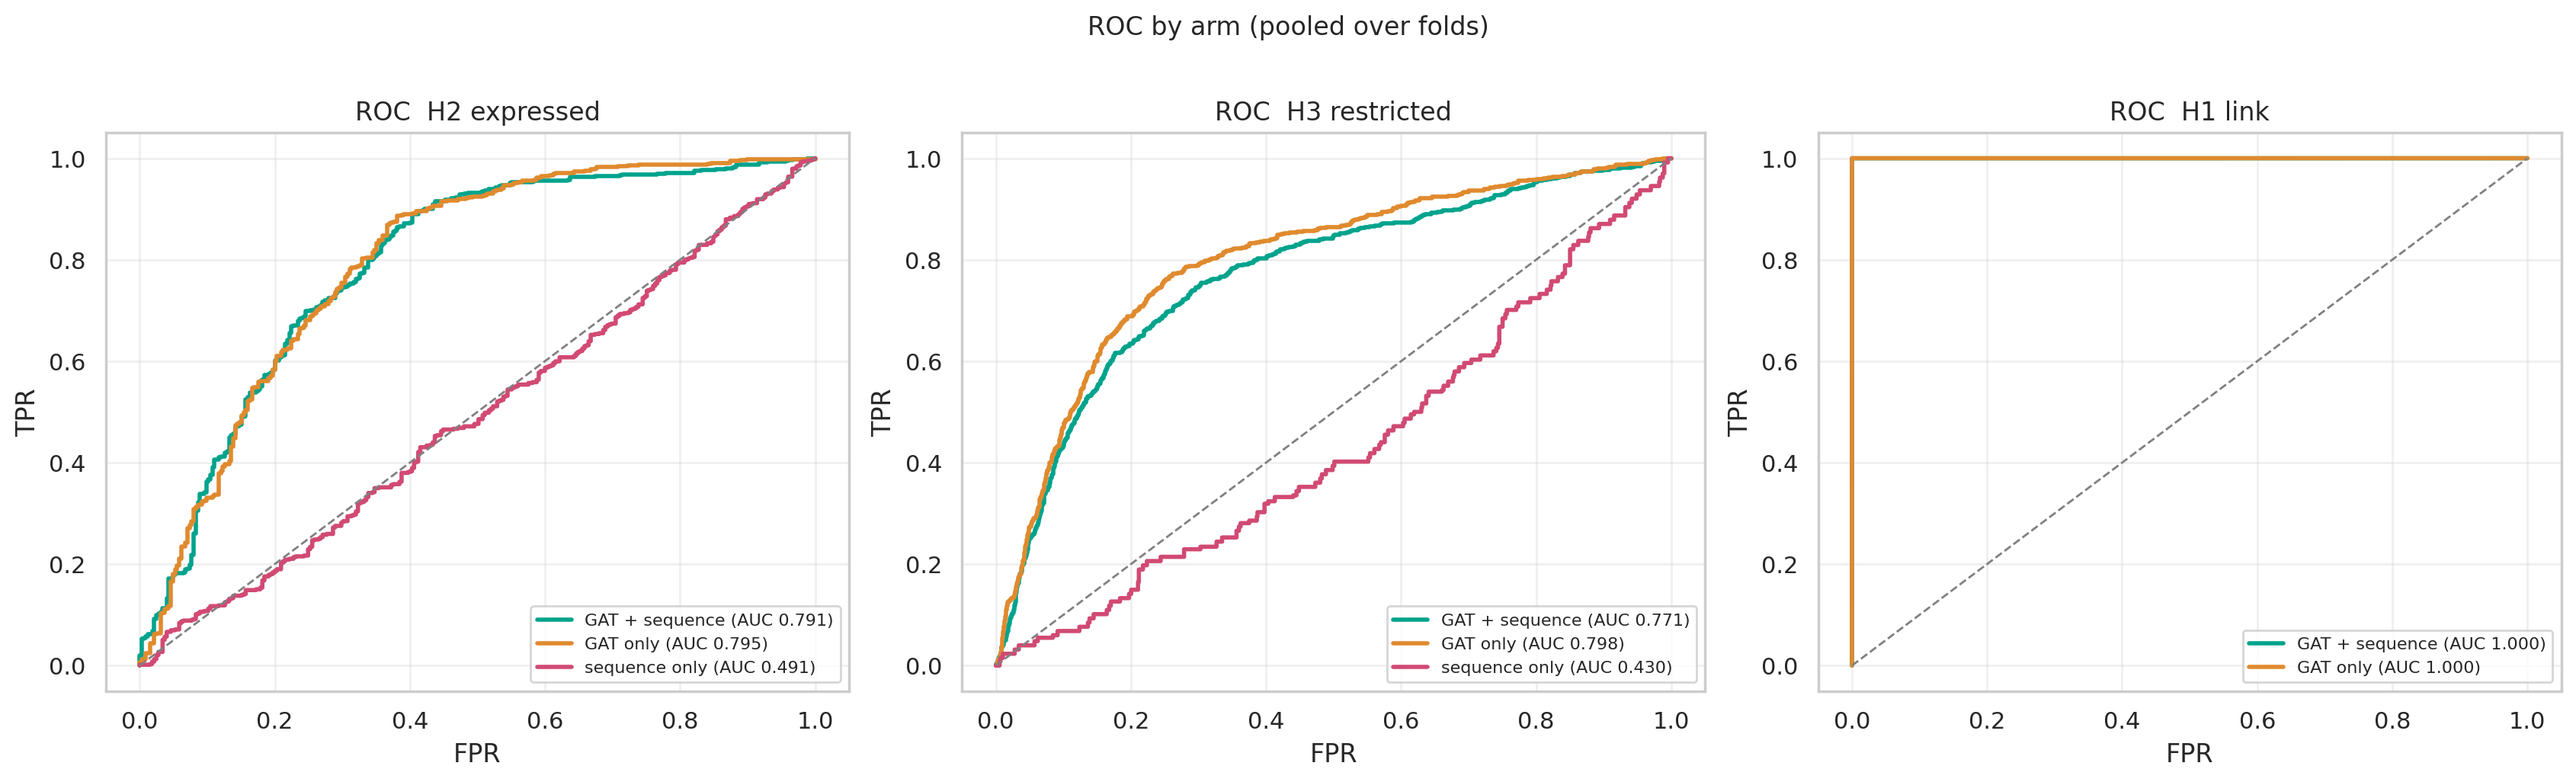 ROC by arm (pooled over folds)
ROC  H2 expressed
1.0
0.8
0.6
0.4
0.2
0.0
TPR
0.0 0.2 0.4 0.6 0.8 1.0
FPR
GAT + sequence (AUC 0.791)
GAT only (AUC 0.795)
sequence only (AUC 0.491)
ROC  H3 restricted
1.0
0.8
0.6
0.4
0.2
0.0
TPR
0.0 0.2 0.4 0.6 0.8 1.0
FPR
GAT + sequence (AUC 0.771)
GAT only (AUC 0.798)
sequence only (AUC 0.430)
ROC  H1 link
1.0
0.8
0.6
0.4
0.2
0.0
TPR
0.0 0.2 0.4 0.6 0.8 1.0
FPR
GAT + sequence (AUC 1.000)
GAT only (AUC 1.000)